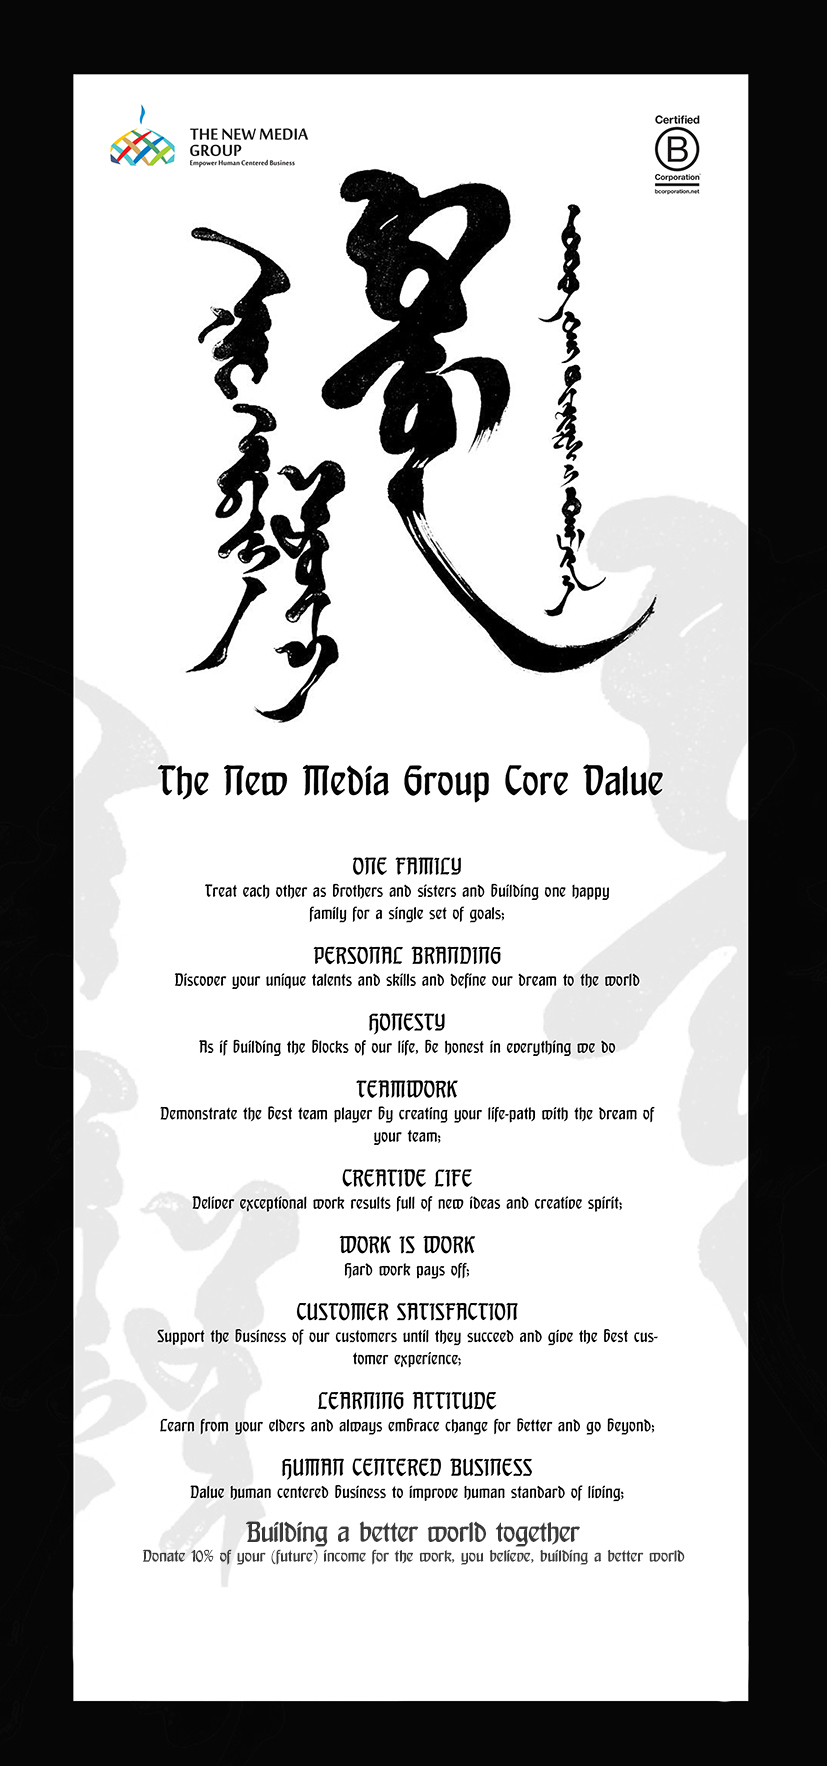 THE NEW MEDIA
GROUP
Empower Human Centered Business
Certified
B
Corporation
bcorporation.net
The New Media Group Core Value
ONE FAMILY
Treat each other as brothers and sisters and building one happy
family for a single set of goals;
PERSONAL BRANDING
Discover your unique talents and skills and define our dream to the world
HONESTY
As if building the blocks of our life, be honest in everything we do
TEAMWORK
Demonstrate the best team player by creating your life-path with the dream of
your team;
CREATIVE LIFE
Deliver exceptional work results full of new ideas and creative spirit;
WORK IS WORK
Hard work pays off;
CUSTOMER SATISFACTION
Support the business of our customers until they succeed and give the best cus-
tomer experience;
LEARNING ATTITUDE
Learn from your elders and always embrace change for better and go beyond;
HUMAN CENTERED BUSINESS
Value human centered business to improve human standard of living;
Building a better world together
Donate 10% of your (future) income for the work, you believe, building a better world